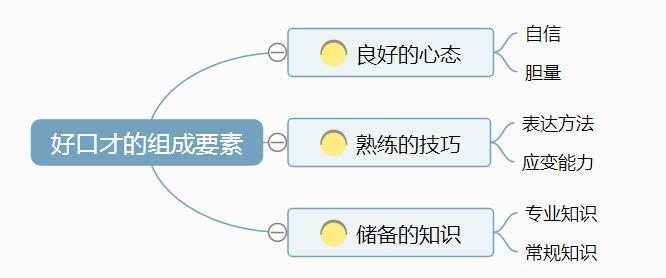 好口才的组成要素
良好的心态
自信
胆量
熟练的技巧
表达方法
应变能力
储备的知识
专业知识
常规知识